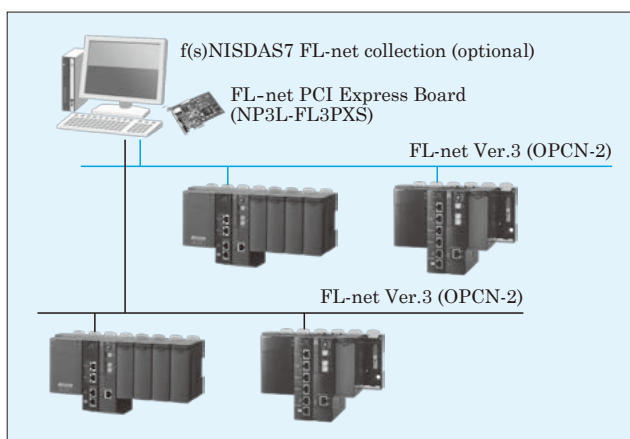 f(s)NISDAS7 FL-net collection (optional)
FL-net PCI Express Board
(NP3L-FL3PXS)
FL-net Ver.3 (OPCN-2)
FL-net Ver.3 (OPCN-2)